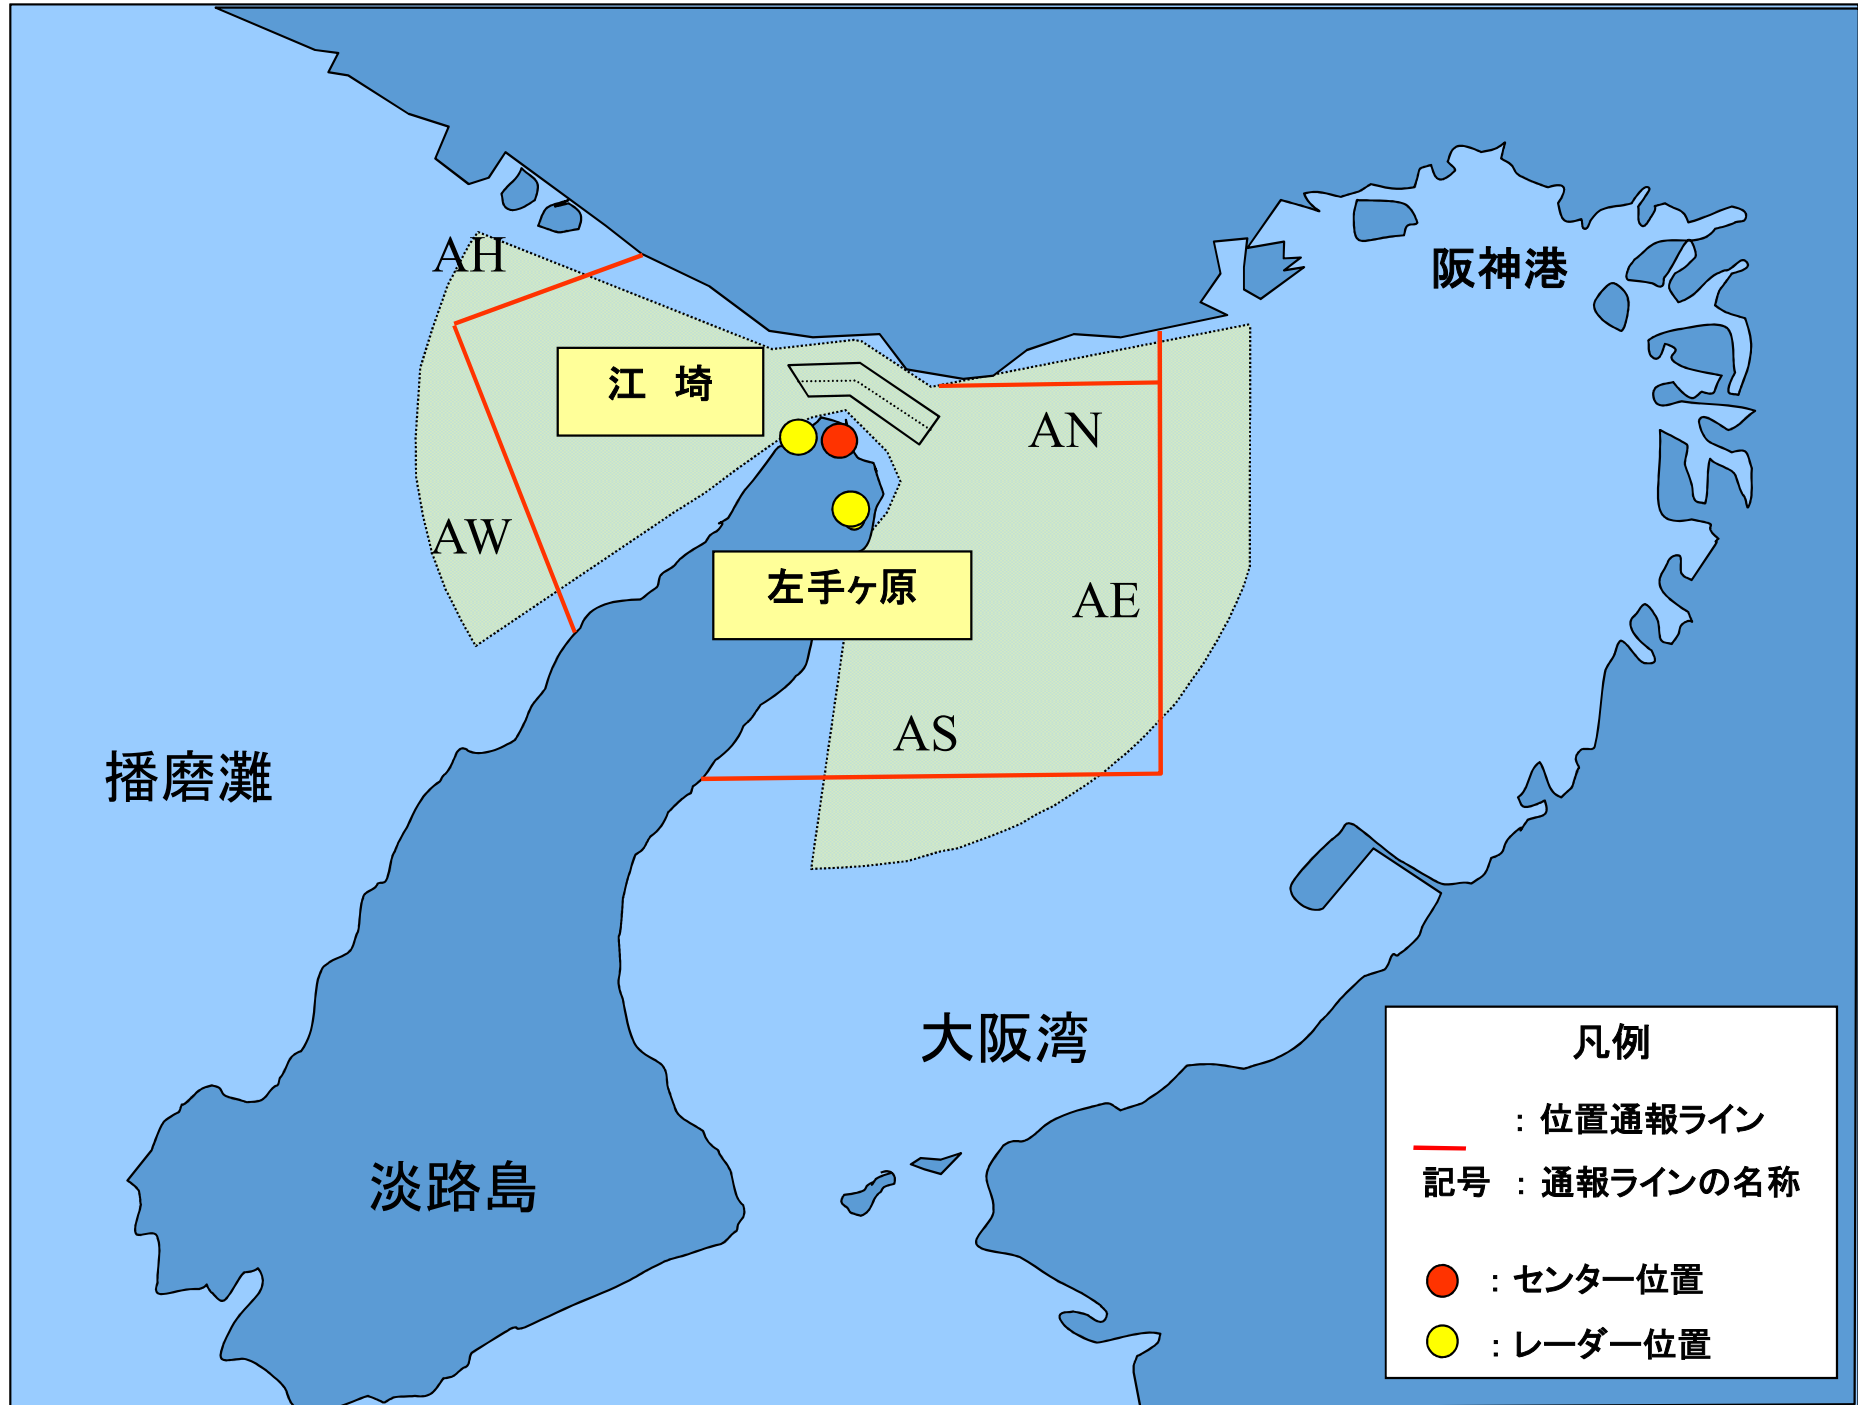 AH
阪神港
江 埼
AN
AW
左手ヶ原
AE
AS
播磨灘
大阪湾
淡路島
凡例
：位置通報ライン
記号 ：通報ラインの名称
：センター位置
：レーダー位置